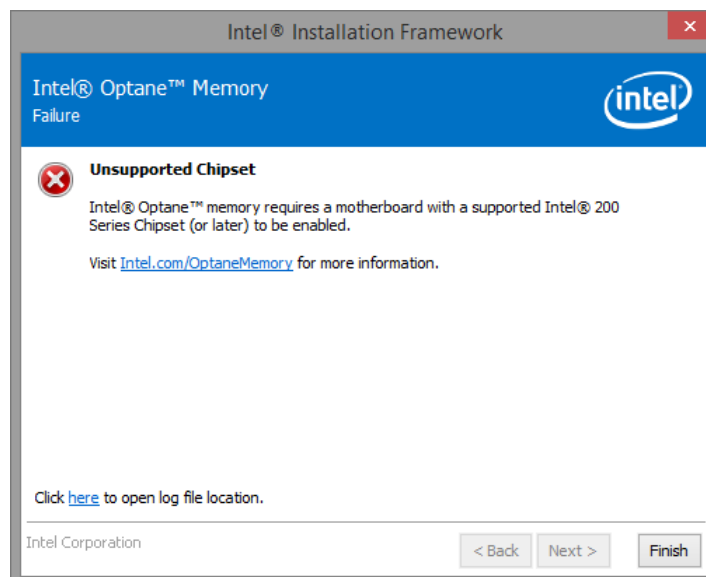 Intel® Installation Framework
Intel® Optane™ Memory
Failure
intel
Unsupported Chipset
Intel® Optane™ memory requires a motherboard with a supported Intel® 200
Series Chipset (or later) to be enabled.
Visit Intel.com/OptaneMemory for more information.
Click here to open log file location.
Intel Corporation
< Back Next > Finish